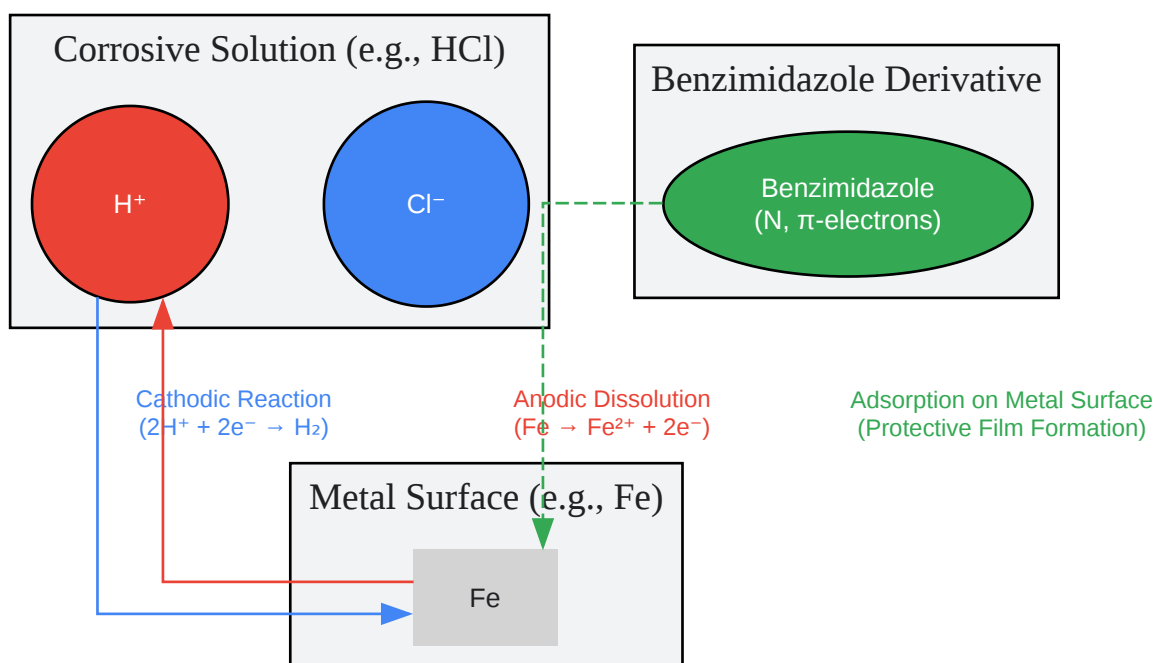 Corrosive Solution (e.g., HCl)
H⁺
Cl⁻
Benzimidazole Derivative
Benzimidazole
(N, π-electrons)
Cathodic Reaction
(2H⁺ + 2e⁻ → H₂)
Anodic Dissolution
(Fe → Fe²⁺ + 2e⁻)
Adsorption on Metal Surface
(Protective Film Formation)
Metal Surface (e.g., Fe)
Fe